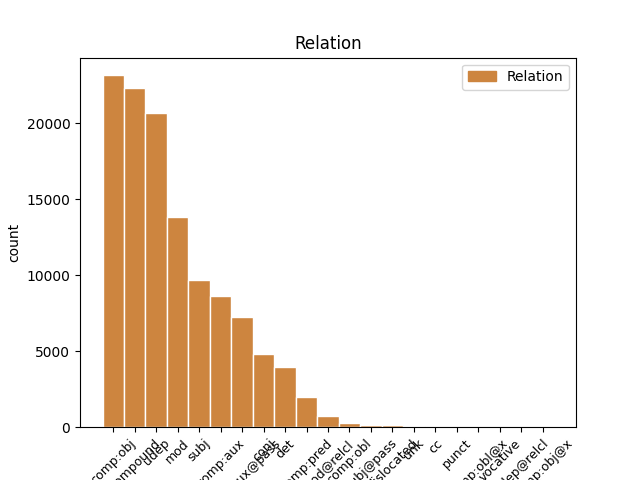 Relation
Relation
count
20000
15000
10000
5000
0
comp:obj
udep
mod
subj
comp:aux
conj
det
comp:pred
comp:obl
unk
cc
punct
vocative